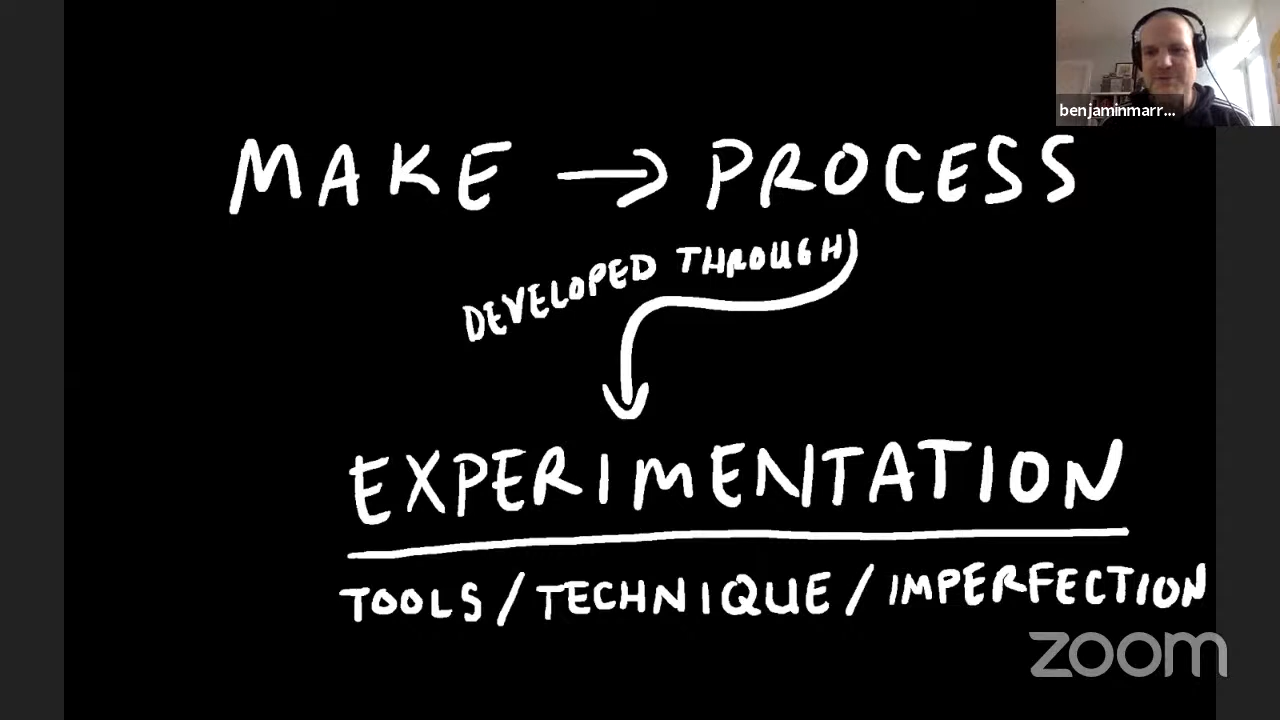 benjaminmarr...
MAKE → PROCESS
DEVELOPED THROUGH
EXPERIMENTATION
TOOLS / TECHNIQUE / IMPERFECTION
zoom